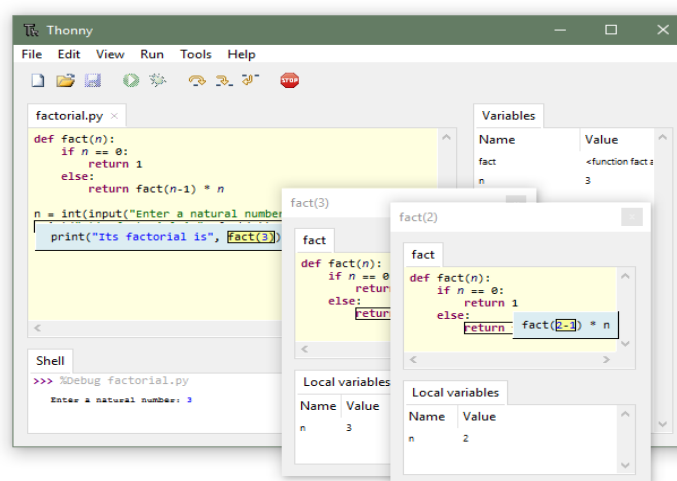 Thonny
File Edit View Run Tools Help
STOP
factorial.py ×
def fact(n):
if n == 0:
return 1
else:
return fact(n-1) * n
n = int(input("Enter a natural number
print("Its factorial is", fact(3))
Shell
>>> %Debug factorial.py
Enter a natural number: 3
Variables
Name Value
fact <function fact a
n 3
fact(3)
fact
def fact(n):
if n == 0
retur
else:
retur
Local variables
Name Value
n 3
fact(2)
fact
def fact(n):
if n == 0:
return 1
else:
return fact(2-1) * n
Local variables
Name Value
n 2